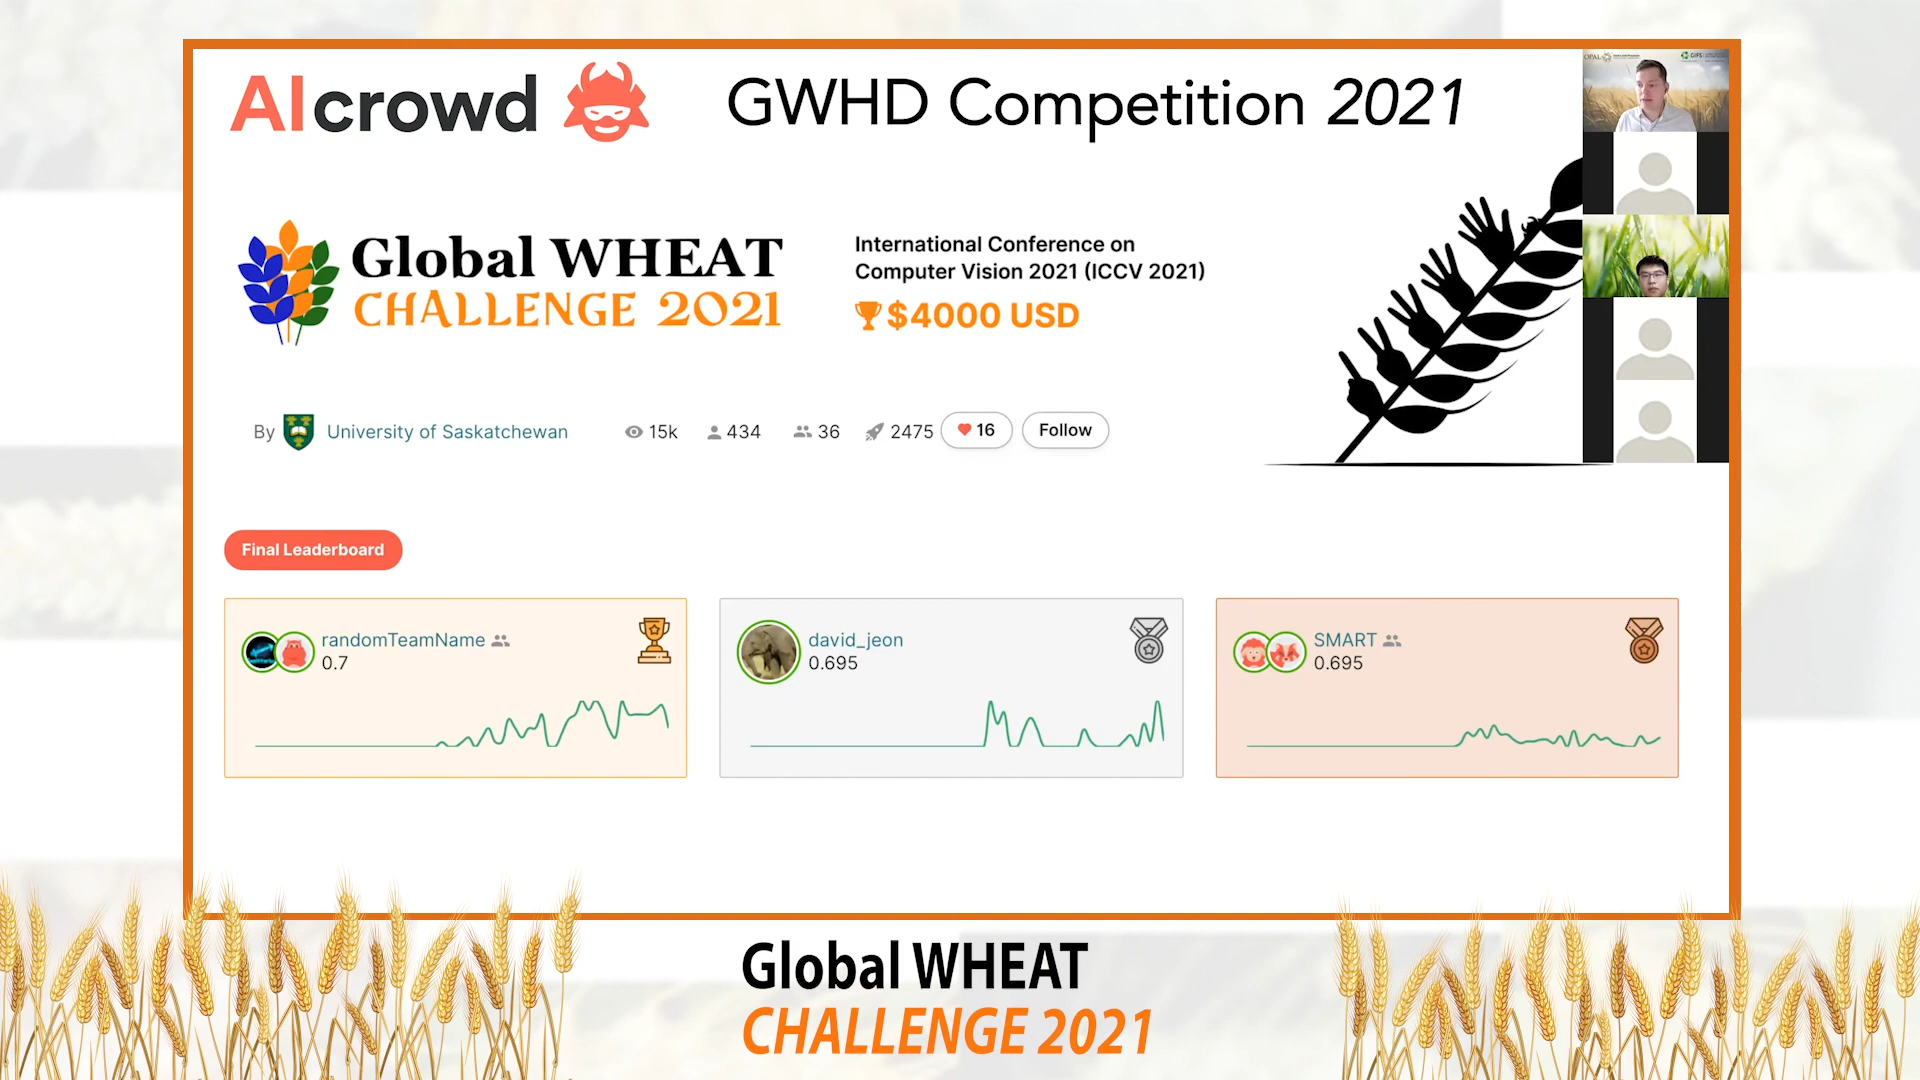 AIcrowd
GWHD Competition 2021
OPAL
GIFS
Global WHEAT
CHALLENGE 2021
International Conference on
Computer Vision 2021 (ICCV 2021)
$4000 USD
By University of Saskatchewan
15k 434 36 2475 16 Follow
Final Leaderboard
randomTeamName
0.7
david_jeon
0.695
SMART
0.695
Global WHEAT
CHALLENGE 2021